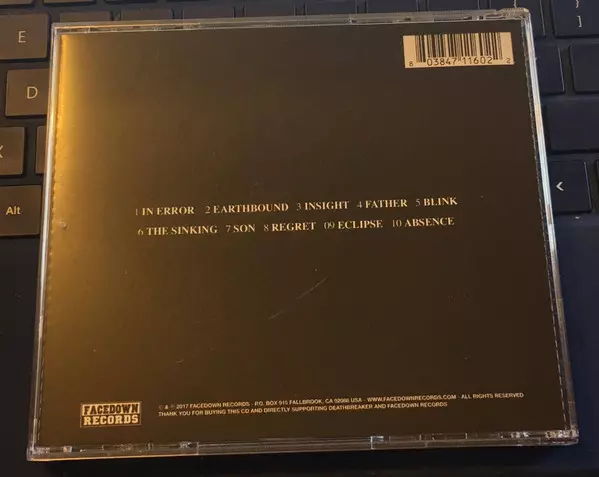 E
D
X
Alt
<
8 03847 11602 2
1 IN ERROR 2 EARTHBOUND 3 INSIGHT 4 FATHER 5 BLINK
6 THE SINKING 7 SON 8 REGRET 09 ECLIPSE 10 ABSENCE
FACEDOWN
RECORDS
© & ℗ 2017 FACEDOWN RECORDS - P.O. BOX 915 FALLBROOK, CA 92088 USA - WWW.FACEDOWNRECORDS.COM - ALL RIGHTS RESERVED
THANK YOU FOR BUYING THIS CD AND DIRECTLY SUPPORTING DEATHBREAKER AND FACEDOWN RECORDS